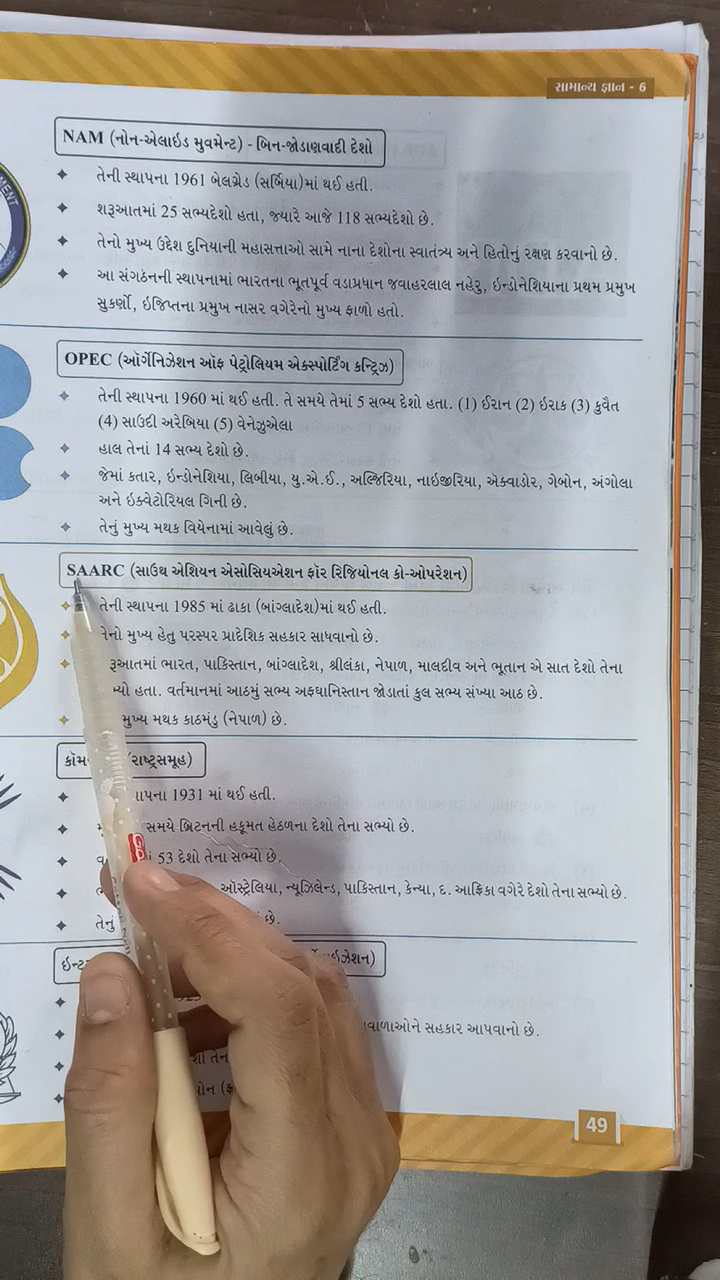 સામાન્ય જ્ઞાન - 6
MENT
NAM (નોન-એલાઇડ મુવમેન્ટ) - બિન-જોડાણવાદી દેશો
તેની સ્થાપના 1961 બેલગ્રેડ (સર્બિયા)માં થઈ હતી.
શરૂઆતમાં 25 સભ્યદેશો હતા, જ્યારે આજે 118 સભ્યદેશો છે.
તેનો મુખ્ય ઉદ્દેશ દુનિયાની મહાસત્તાઓ સામે નાના દેશોના સ્વાતંત્ર્ય અને હિતોનું રક્ષણ કરવાનો છે.
આ સંગઠનની સ્થાપનામાં ભારતના ભૂતપૂર્વ વડાપ્રધાન જવાહરલાલ નહેરુ, ઇન્ડોનેશિયાના પ્રથમ પ્રમુખ
સુકર્ણો, ઇજિપ્તના પ્રમુખ નાસર વગેરેનો મુખ્ય ફાળો હતો.
OPEC (ઑર્ગેનિઝેશન ઑફ પેટ્રોલિયમ એક્સપોર્ટિંગ કન્ટ્રિઝ)
તેની સ્થાપના 1960 માં થઈ હતી. તે સમયે તેમાં 5 સભ્ય દેશો હતા. (1) ઈરાન (2) ઇરાક (3) કુવૈત
(4) સાઉદી અરેબિયા (5) વેનેઝુએલા
હાલ તેનાં 14 સભ્ય દેશો છે.
જેમાં કતાર, ઇન્ડોનેશિયા, લિબીયા, યુ.એ.ઈ., અલ્જિરિયા, નાઇજીરિયા, ઍક્વાડોર, ગેબોન, અંગોલા
અને ઇક્વેટોરિયલ ગિની છે.
તેનું મુખ્ય મથક વિયેનામાં આવેલું છે.
SAARC (સાઉથ એશિયન એસોસિયએશન ફૉર રિજિયોનલ કો-ઓપરેશન)
તેની સ્થાપના 1985 માં ઢાકા (બાંગ્લાદેશ)માં થઈ હતી.
મુખ્ય હેતુ પરસ્પર પ્રાદેશિક સહકાર સાધવાનો છે.
ભારત, પાકિસ્તાન, બાંગ્લાદેશ, શ્રીલંકા, નેપાળ, માલદીવ અને ભૂતાન એ સાત દેશો તેના
હતા. વર્તમાનમાં આઠમું સભ્ય અફઘાનિસ્તાન જોડાતાં કુલ સભ્ય સંખ્યા આઠ છે.
મુખ્ય મથક કાઠમંડુ (નેપાળ) છે.
(રાષ્ટ્રસમૂહ)
1931 માં થઈ હતી.
સમયે બ્રિટનની હકૂમત હેઠળના દેશો તેના સભ્યો છે.
53 દેશો તેના સભ્યો છે.
ઑસ્ટ્રેલિયા, ન્યૂઝિલેન્ડ, પાકિસ્તાન, કેન્યા, દ. આફ્રિકા વગેરે દેશો તેના સભ્યો છે.
તેનું
છે.
સહકાર આપવાનો છે.
49